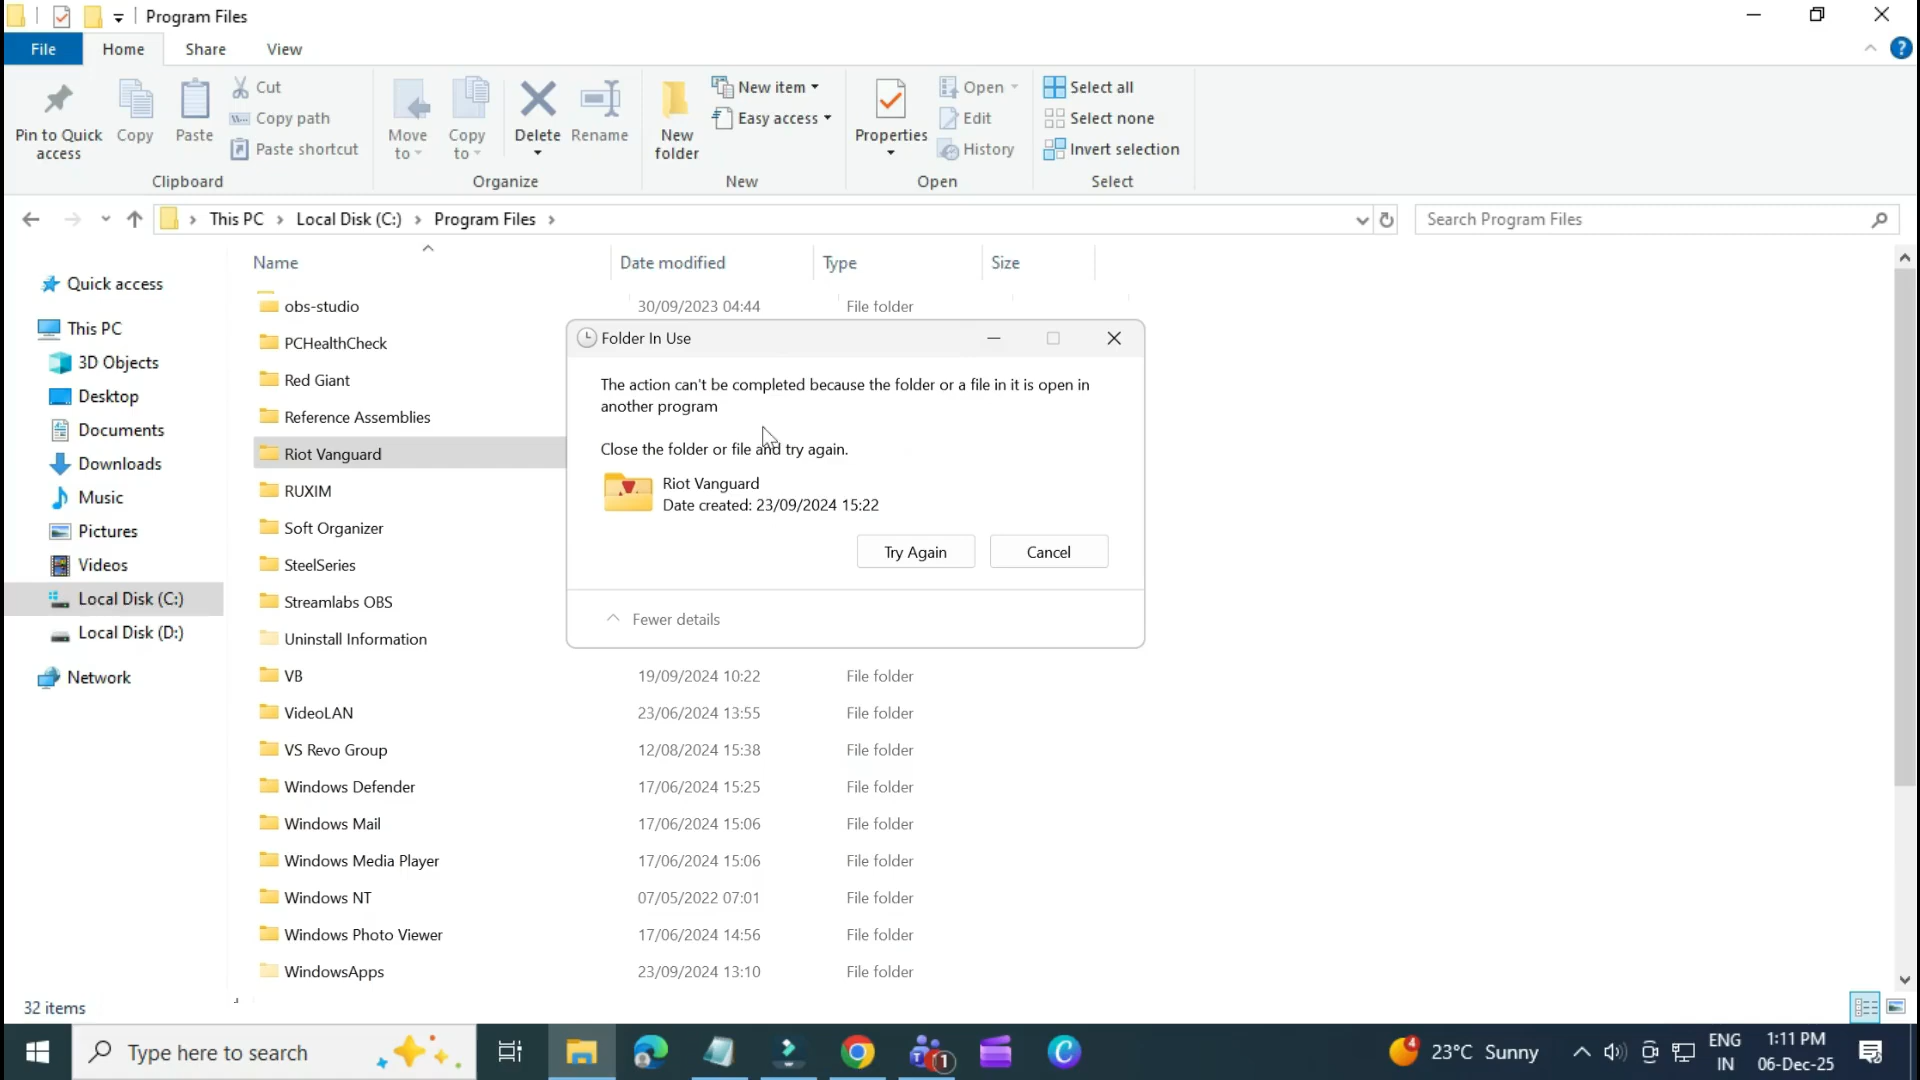 Program Files
File
Home
Share
View
Pin to Quick
access
Copy
Paste
Cut
Copy path
Paste shortcut
Clipboard
Move
to
Copy
to
Delete
Rename
Organize
New
folder
New item
Easy access
New
Properties
Open
Edit
History
Open
Select all
Select none
Invert selection
Select
This PC
Local Disk (C:)
Program Files
Search Program Files
Quick access
This PC
3D Objects
Desktop
Documents
Downloads
Music
Pictures
Videos
Local Disk (C:)
Local Disk (D:)
Network
Name
Date modified
Type
Size
obs-studio 30/09/2023 04:44 File folder
PCHealthCheck
Red Giant
Reference Assemblies
Riot Vanguard
RUXIM
Soft Organizer
SteelSeries
Streamlabs OBS
Uninstall Information
VB 19/09/2024 10:22 File folder
VideoLAN 23/06/2024 13:55 File folder
VS Revo Group 12/08/2024 15:38 File folder
Windows Defender 17/06/2024 15:25 File folder
Windows Mail 17/06/2024 15:06 File folder
Windows Media Player 17/06/2024 15:06 File folder
Windows NT 07/05/2022 07:01 File folder
Windows Photo Viewer 17/06/2024 14:56 File folder
WindowsApps 23/09/2024 13:10 File folder
Folder In Use
The action can't be completed because the folder or a file in it is open in
another program
Close the folder or file and try again.
Riot Vanguard
Date created: 23/09/2024 15:22
Try Again
Cancel
Fewer details
32 items
Type here to search
1
4
23°C Sunny
ENG
IN
1:11 PM
06-Dec-25